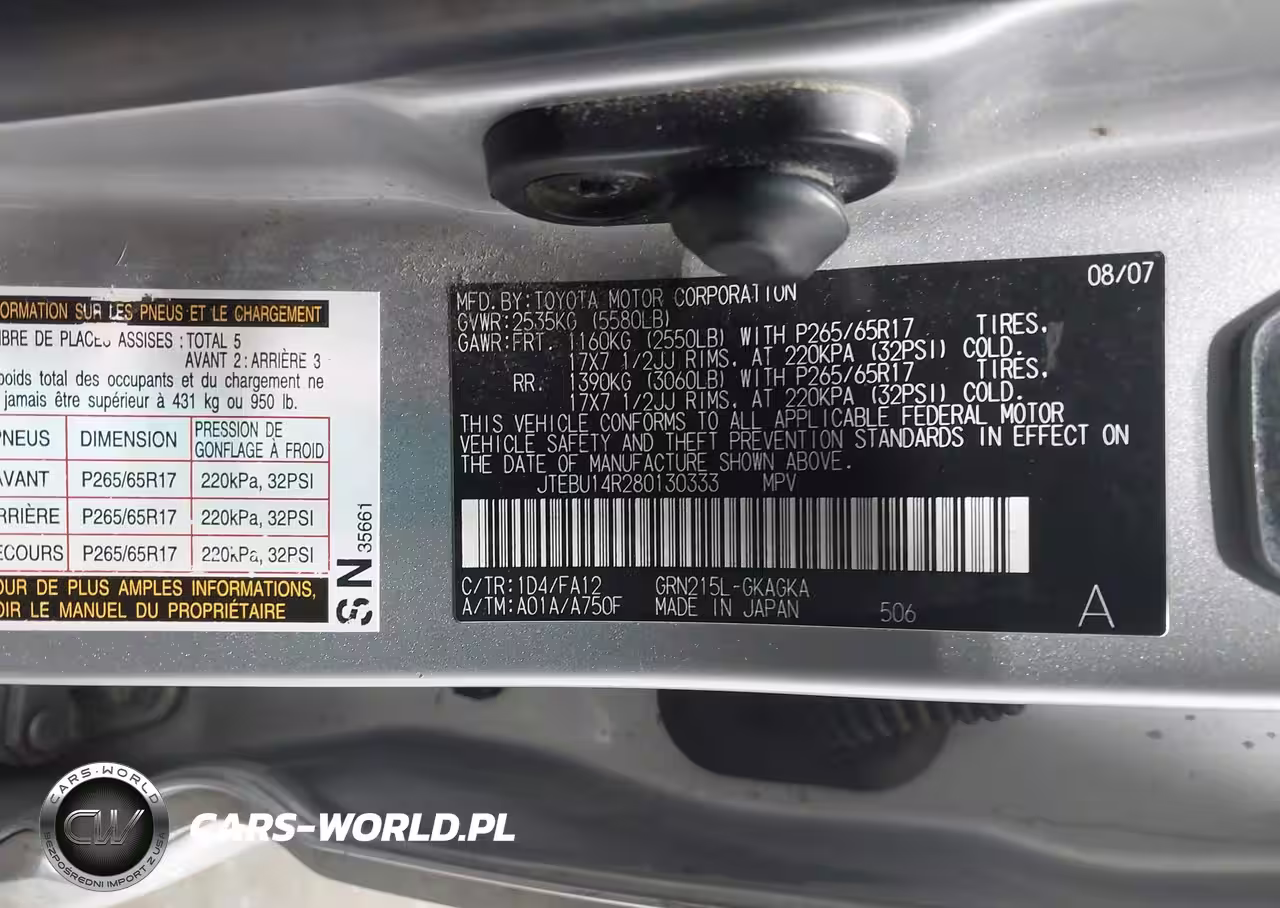 ORMATION SUR LES PNEUS ET LE CHARGEMENT
BRE DE PLACES ASSISES : TOTAL 5
AVANT 2 : ARRIÈRE 3
poids total des occupants et du chargement ne
jamais être supérieur à 431 kg ou 950 lb.
PNEUS DIMENSION PRESSION DE GONFLAGE À FROID
AVANT P265/65R17 220kPa, 32PSI
RRIÈRE P265/65R17 220kPa, 32PSI
ECOURS P265/65R17 220kPa, 32PSI
OUR DE PLUS AMPLES INFORMATIONS,
OIR LE MANUEL DU PROPRIÉTAIRE
SN 35661
08/07
MFD. BY: TOYOTA MOTOR CORPORATION
GVWR: 2535KG (5580LB)
GAWR: FRT. 1160KG (2550LB) WITH P265/65R17 TIRES,
17X7 1/2JJ RIMS. AT 220KPA (32PSI) COLD.
RR. 1390KG (3060LB) WITH P265/65R17 TIRES,
17X7 1/2JJ RIMS. AT 220KPA (32PSI) COLD.
THIS VEHICLE CONFORMS TO ALL APPLICABLE FEDERAL MOTOR
VEHICLE SAFETY AND THEFT PREVENTION STANDARDS IN EFFECT ON
THE DATE OF MANUFACTURE SHOWN ABOVE.
JTEBU14R280130333 MPV
C/TR: 1D4/FA12 GRN215L-GKAGKA
A/TM: A01A/A750F MADE IN JAPAN 506 A
CARS-WORLD
CW
BEZPOŚREDNI IMPORT Z USA
CARS-WORLD.PL